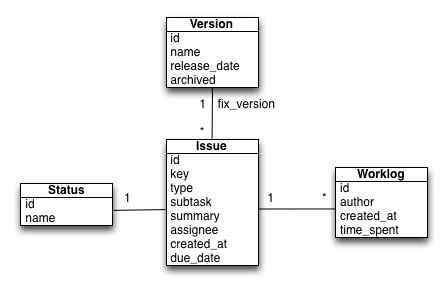 Version
id
name
release_date
archived
1 fix_version
*
Issue
id
key
type
subtask
summary
assignee
created_at
due_date
Status
id
name
1
1
*
Worklog
id
author
created_at
time_spent